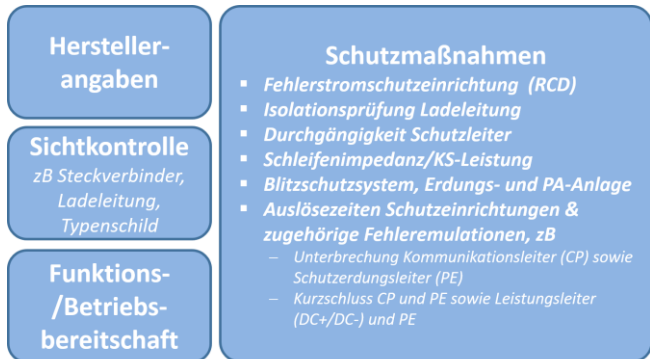 Hersteller-
angaben
Sichtkontrolle
zB Steckverbinder,
Ladeleitung,
Typenschild
Funktions-
/Betriebs-
bereitschaft
Schutzmaßnahmen
▪ Fehlerstromschutzeinrichtung (RCD)
▪ Isolationsprüfung Ladeleitung
▪ Durchgängigkeit Schutzleiter
▪ Schleifenimpedanz/KS-Leistung
▪ Blitzschutzsystem, Erdungs- und PA-Anlage
▪ Auslösezeiten Schutzeinrichtungen &
zugehörige Fehleremulationen, zB
– Unterbrechung Kommunikationsleiter (CP) sowie
Schutzerdungsleiter (PE)
– Kurzschluss CP und PE sowie Leistungsleiter
(DC+/DC-) und PE